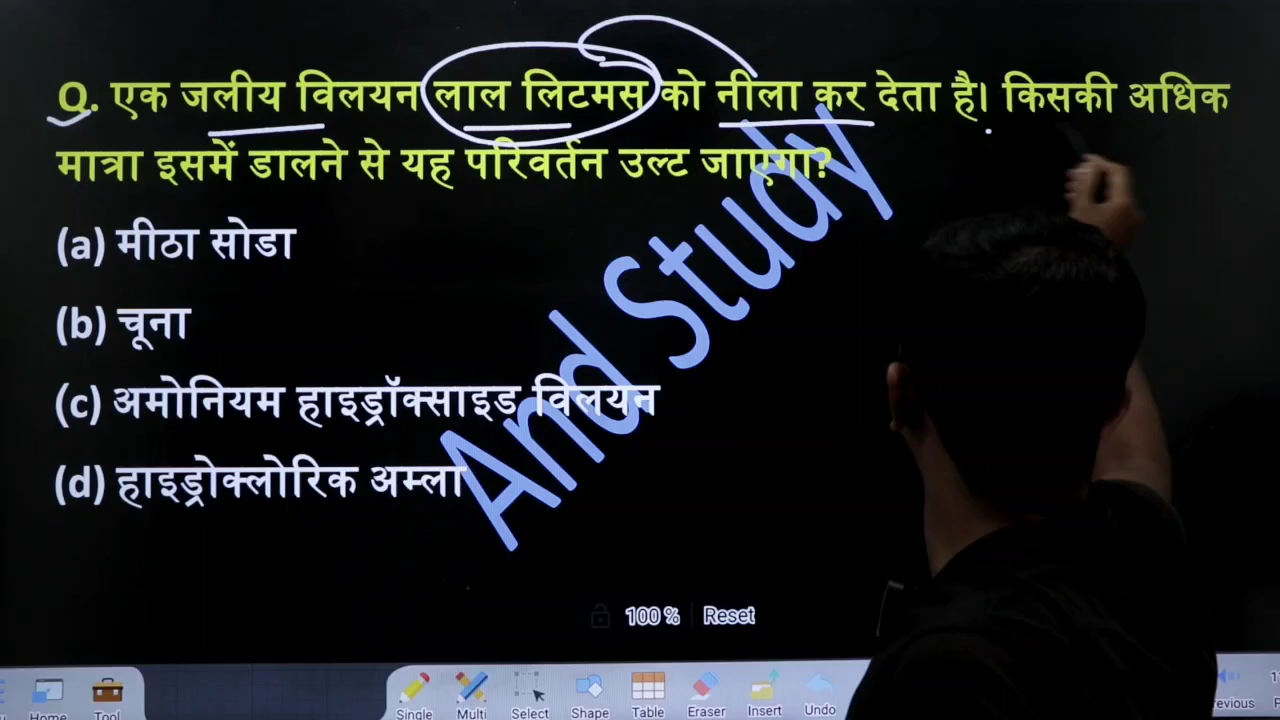 Q. एक जलीय विलयन लाल लिटमस को नीला कर देता है। किसकी अधिक
मात्रा इसमें डालने से यह परिवर्तन उल्ट जाएगा?
(a) मीठा सोडा
(b) चूना
(c) अमोनियम हाइड्रॉक्साइड विलयन
(d) हाइड्रोक्लोरिक अम्ला
And Study
100 % Reset
Home Tool Single Multi Select Shape Table Eraser Insert Undo